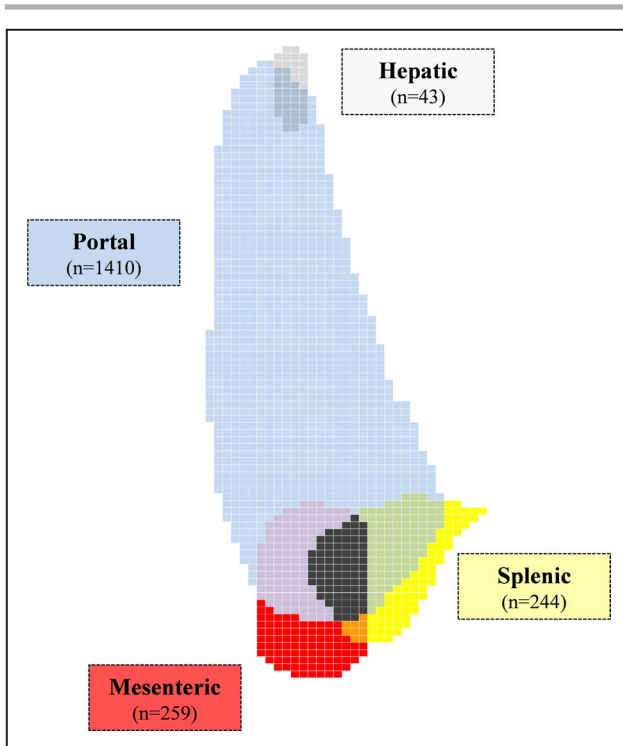 Hepatic
(n=43)
Portal
(n=1410)
Splenic
(n=244)
Mesenteric
(n=259)